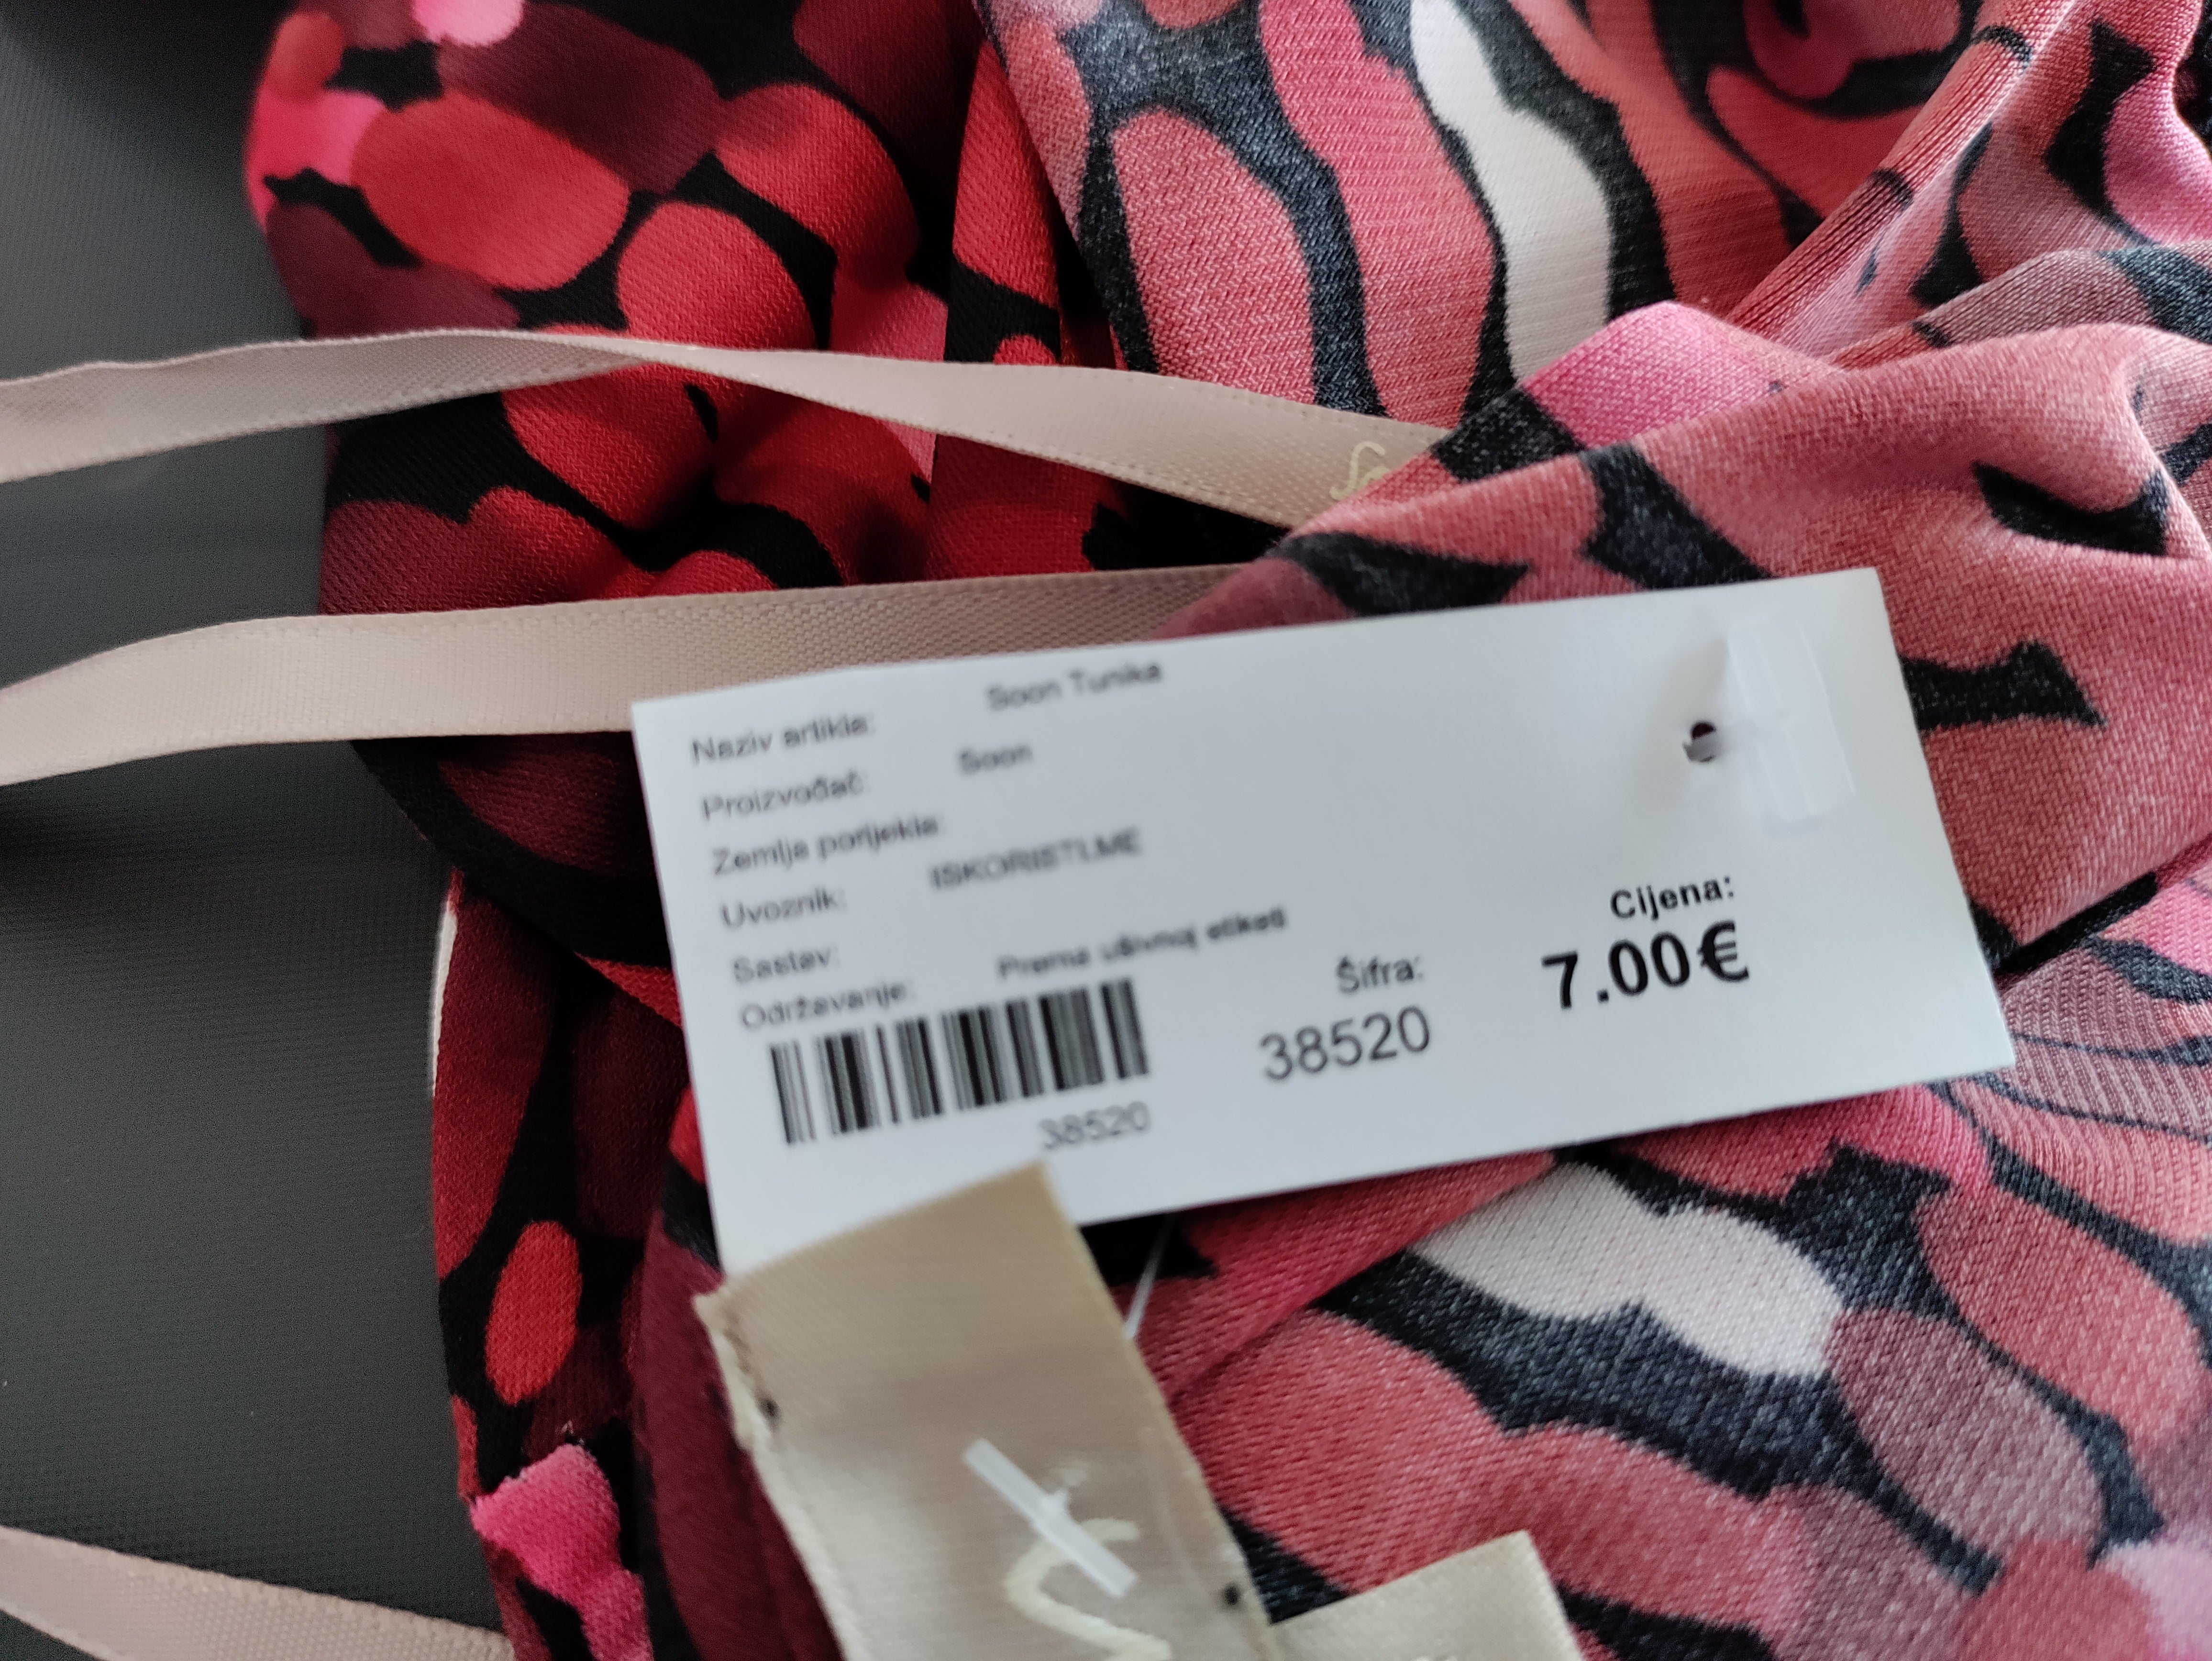 Naziv artikla: Soon Tunika
Proizvođač: Soon
Zemlja porijekla:
Uvoznik: ISKORISTI.ME
Sastav:
Održavanje: Prema ušivnoj etiketi
Šifra:
38520
Cijena:
7.00€
38520